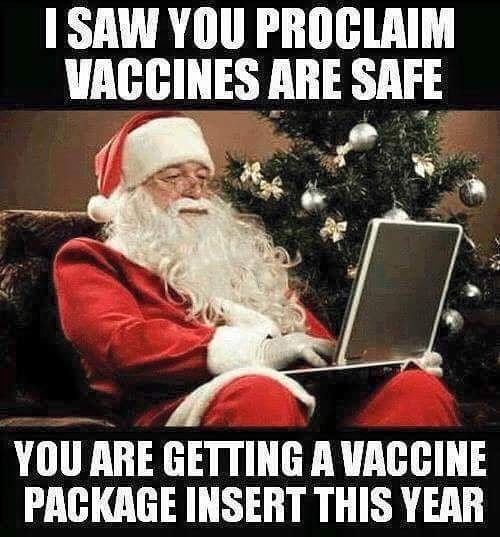 I SAW YOU PROCLAIM
VACCINES ARE SAFE
YOU ARE GETTING A VACCINE
PACKAGE INSERT THIS YEAR